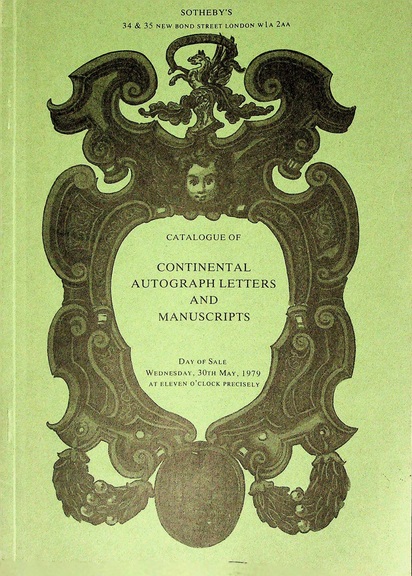 SOTHEBY'S
34 & 35 NEW BOND STREET LONDON W1A 2AA
CATALOGUE OF
CONTINENTAL
AUTOGRAPH LETTERS
AND
MANUSCRIPTS
DAY OF SALE
WEDNESDAY, 30TH MAY, 1979
AT ELEVEN O'CLOCK PRECISELY